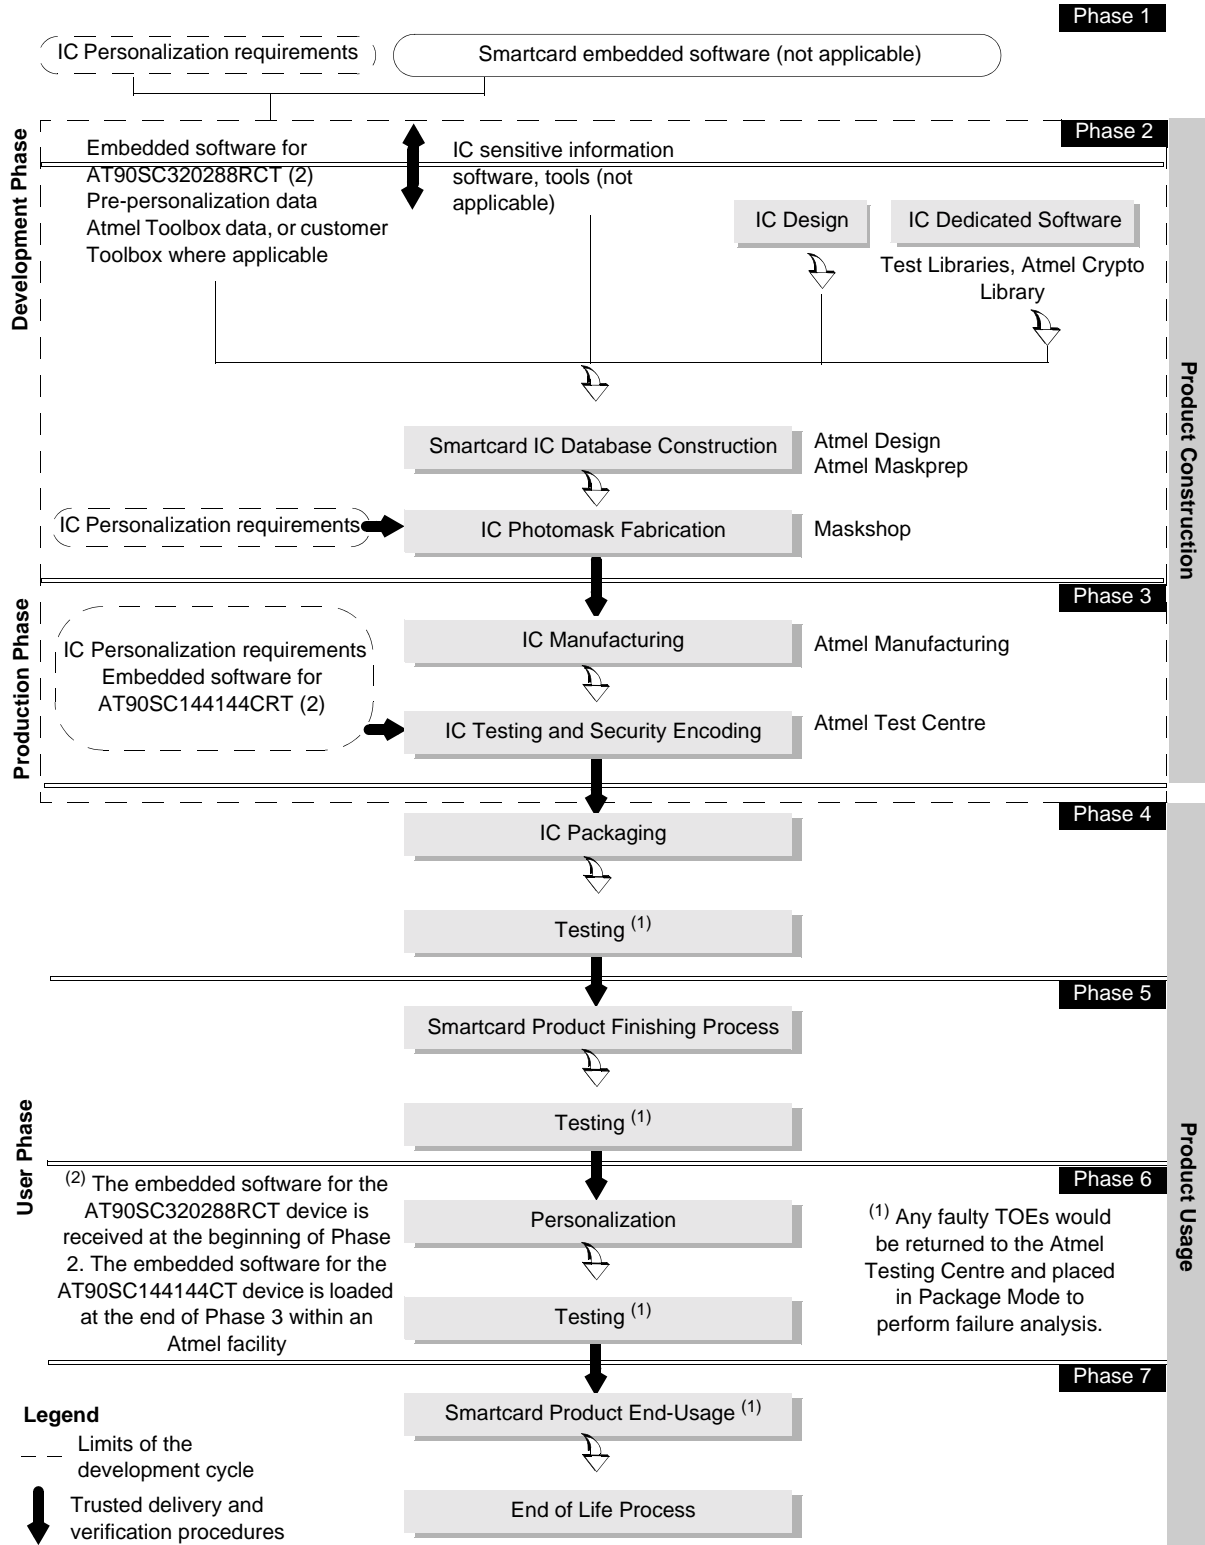 Phase 1
IC Personalization requirements
Smartcard embedded software (not applicable)
Development Phase
Phase 2
Embedded software for
AT90SC320288RCT (2)
Pre-personalization data
Atmel Toolbox data, or customer
Toolbox where applicable
IC sensitive information
software, tools (not
applicable)
IC Design
IC Dedicated Software
Test Libraries, Atmel Crypto
Library
Product Construction
Smartcard IC Database Construction
Atmel Design
Atmel Maskprep
IC Personalization requirements
IC Photomask Fabrication
Maskshop
Production Phase
Phase 3
IC Personalization requirements
Embedded software for
AT90SC144144CRT (2)
IC Manufacturing
Atmel Manufacturing
IC Testing and Security Encoding
Atmel Test Centre
Phase 4
IC Packaging
Testing (1)
Phase 5
Smartcard Product Finishing Process
Testing (1)
User Phase
Product Usage
Phase 6
(2) The embedded software for the
AT90SC320288RCT device is
received at the beginning of Phase
2. The embedded software for the
AT90SC144144CT device is loaded
at the end of Phase 3 within an
Atmel facility
Personalization
Testing (1)
(1) Any faulty TOEs would
be returned to the Atmel
Testing Centre and placed
in Package Mode to
perform failure analysis.
Phase 7
Smartcard Product End-Usage (1)
End of Life Process
Legend
Limits of the
development cycle
Trusted delivery and
verification procedures